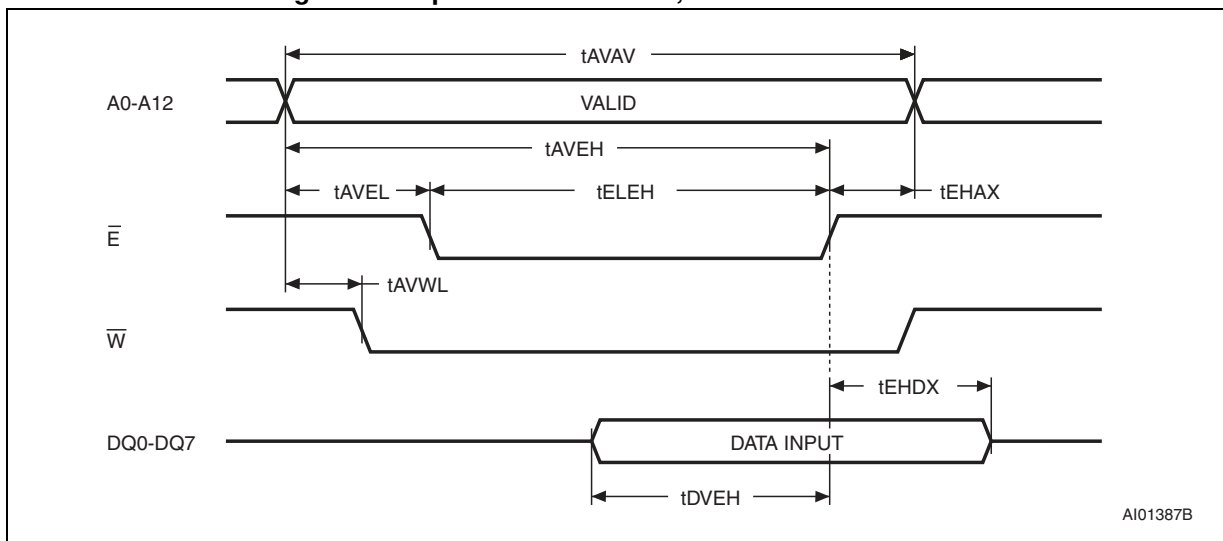 tAVAV
A0-A12
VALID
tAVEH
tAVEL
tELEH
tEHAX
E̅
tAVWL
W̅
tEHDX
DQ0-DQ7
DATA INPUT
tDVEH
AI01387B